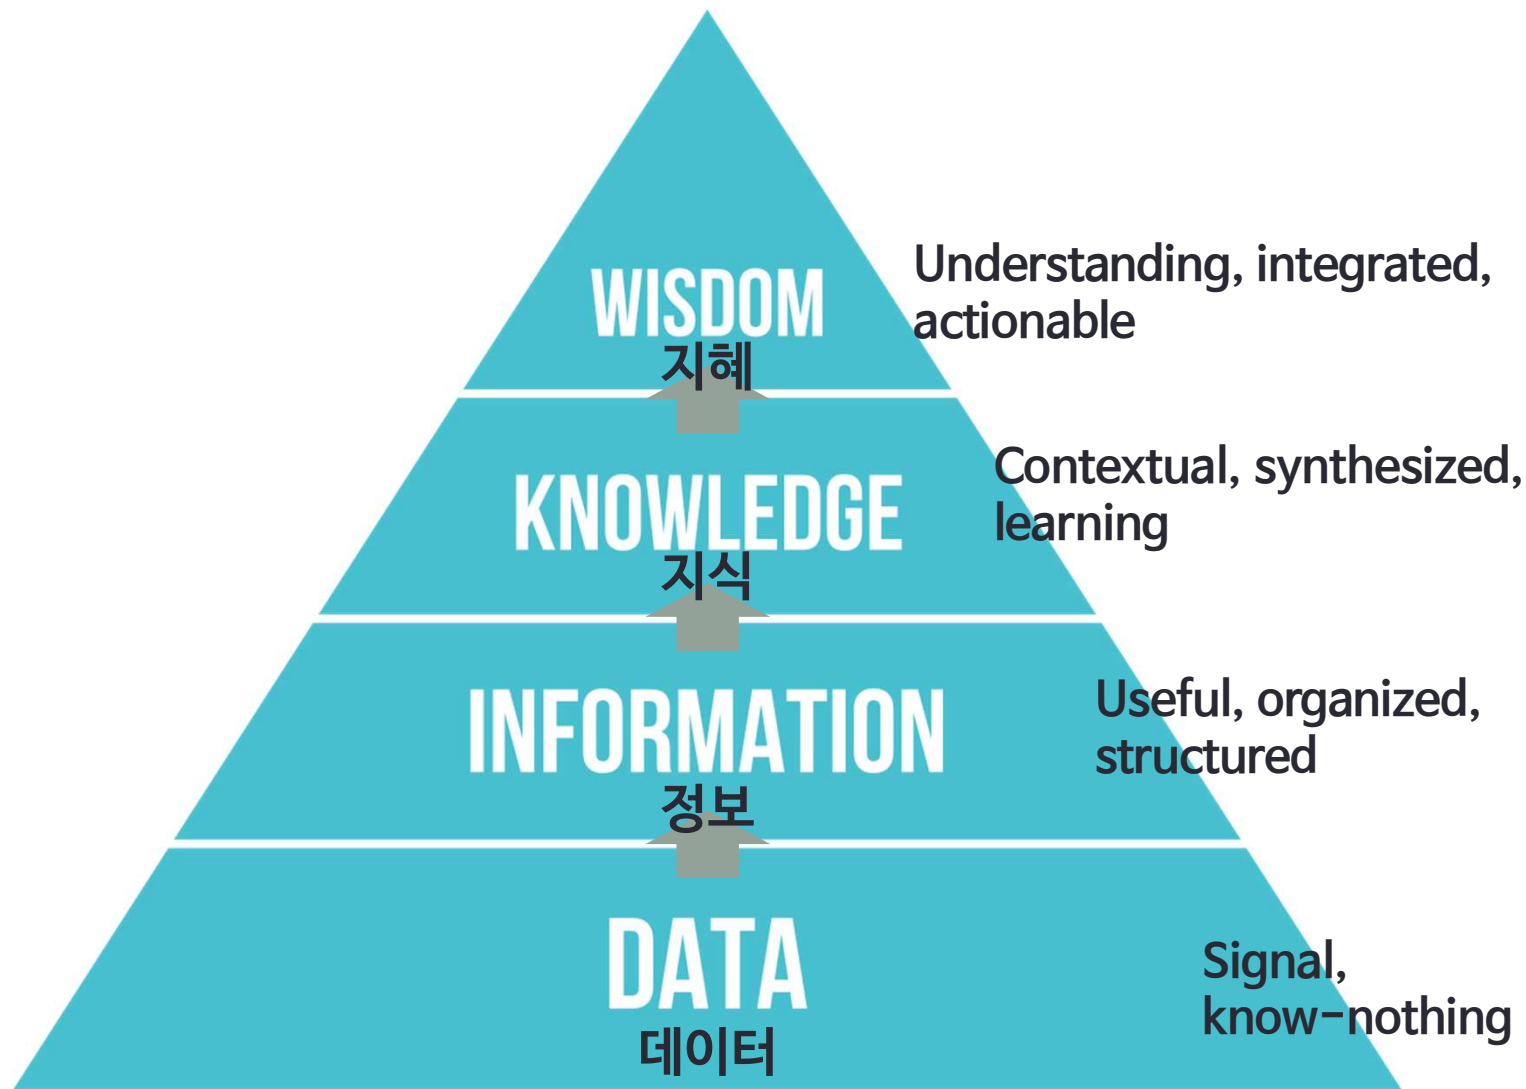 WISDOM
지혜
Understanding, integrated,
actionable
KNOWLEDGE
지식
Contextual, synthesized,
learning
INFORMATION
정보
Useful, organized,
structured
DATA
데이터
Signal,
know-nothing